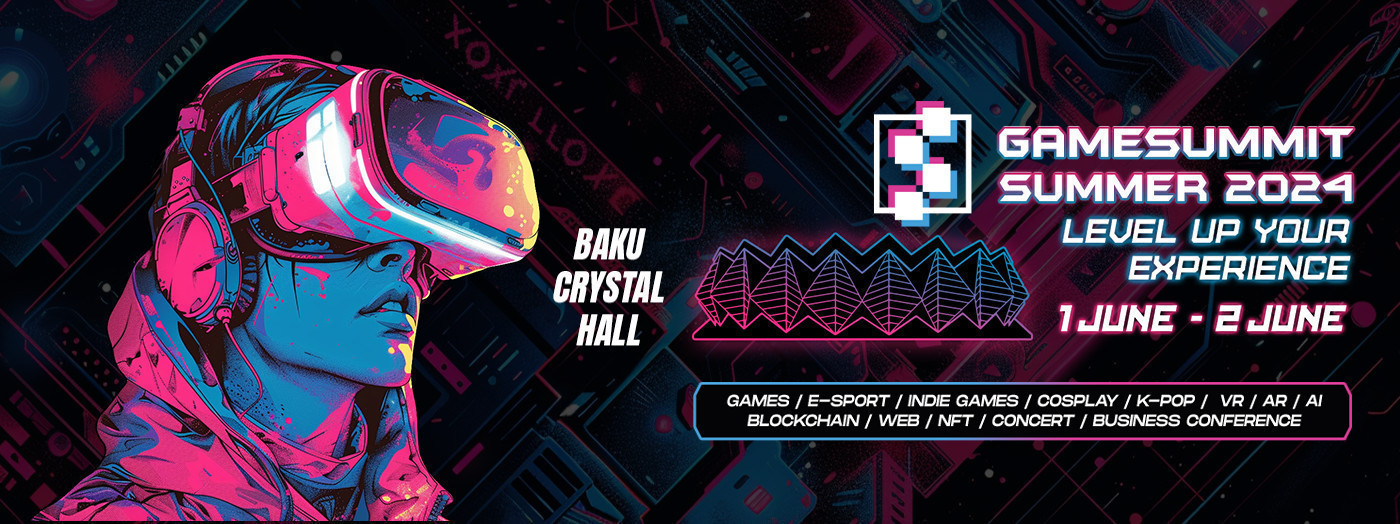 BAKU
CRYSTAL
HALL
GAMESUMMIT
SUMMER 2024
LEVEL UP YOUR
EXPERIENCE
1 JUNE - 2 JUNE
GAMES / E-SPORT / INDIE GAMES / COSPLAY / K-POP / VR / AR / AI
BLOCKCHAIN / WEB / NFT / CONCERT / BUSINESS CONFERENCE